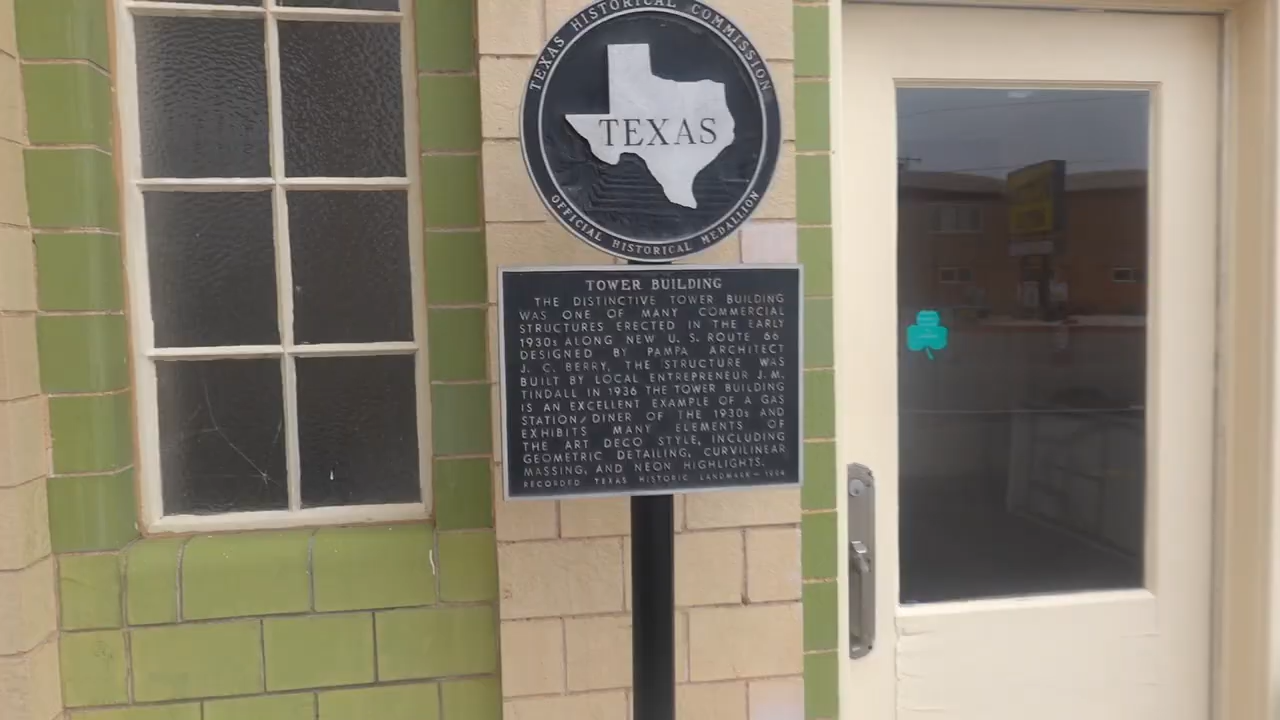 TEXAS HISTORICAL COMMISSION
TEXAS
OFFICIAL HISTORICAL MEDALLION
TOWER BUILDING
THE DISTINCTIVE TOWER BUILDING
WAS ONE OF MANY COMMERCIAL
STRUCTURES ERECTED IN THE EARLY
1930s ALONG NEW U. S. ROUTE 66.
DESIGNED BY PAMPA ARCHITECT
J. C. BERRY, THE STRUCTURE WAS
BUILT BY LOCAL ENTREPRENEUR J. M.
TINDALL IN 1936 THE TOWER BUILDING
IS AN EXCELLENT EXAMPLE OF A GAS
STATION/DINER OF THE 1930s AND
EXHIBITS MANY ELEMENTS OF
THE ART DECO STYLE, INCLUDING
GEOMETRIC DETAILING, CURVILINEAR
MASSING, AND NEON HIGHLIGHTS.
RECORDED TEXAS HISTORIC LANDMARK –